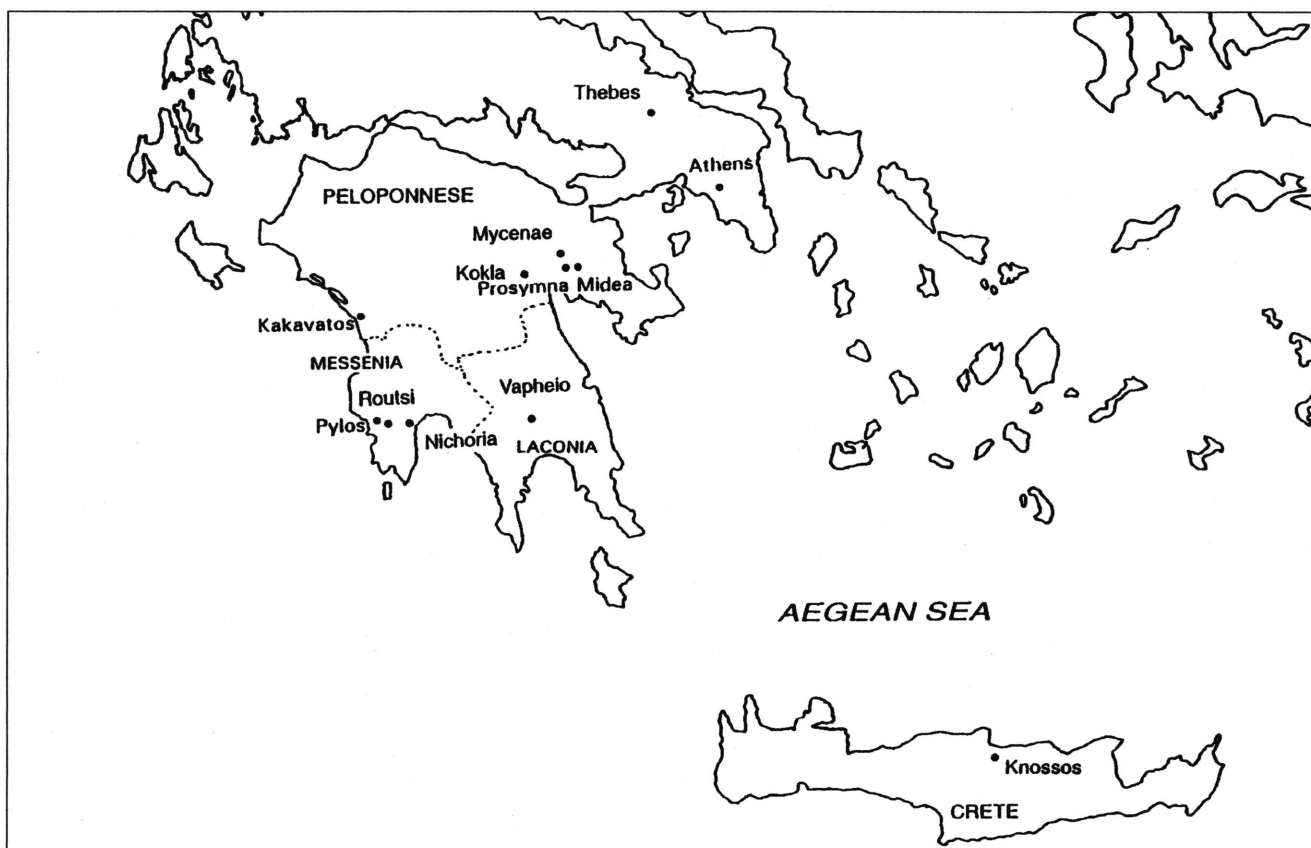 Thebes
Athens
PELOPONNESE
Mycenae
Kokla
Prosymna Midea
Kakavatos
MESSENIA
Vapheio
Routsi
Pylos
Nichoria
LACONIA
AEGEAN SEA
Knossos
CRETE